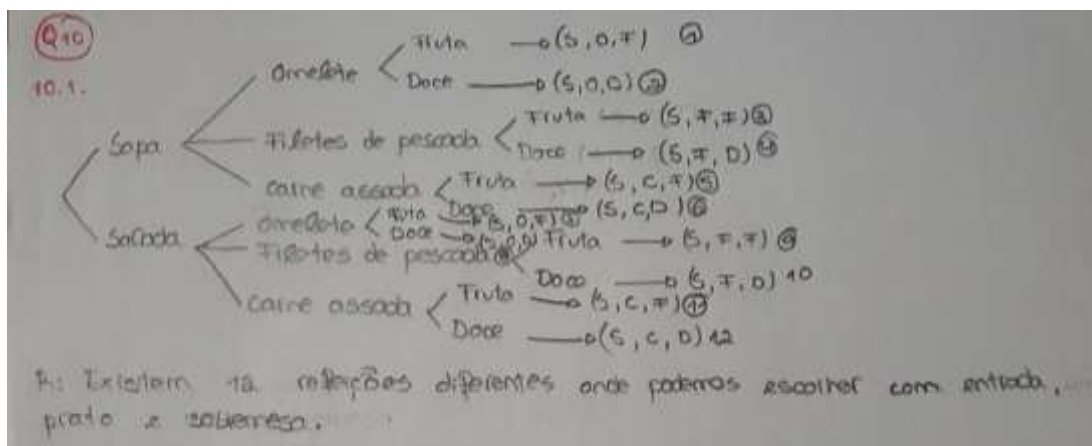 Q10
10.1.
Sopa
Omelete
Fruta (S,O,F) 1
Doce (S,O,D) 2
Filetes de pescada
Fruta (S,F,F) 3
Doce (S,F,D) 4
carne assada
Fruta (S,C,F) 5
Doce (S,C,D) 6
Salada
omelete
Fruta (S,O,F) 7
Doce (S,O,D)
Filetes de pescada
Fruta (S,F,F) 9
Doce (S,F,D) 10
Carne assada
Fruta (S,C,F) 11
Doce (S,C,D) 12
R: Existem 12 refeições diferentes onde podemos escolher com entrada,
prato e sobremesa.